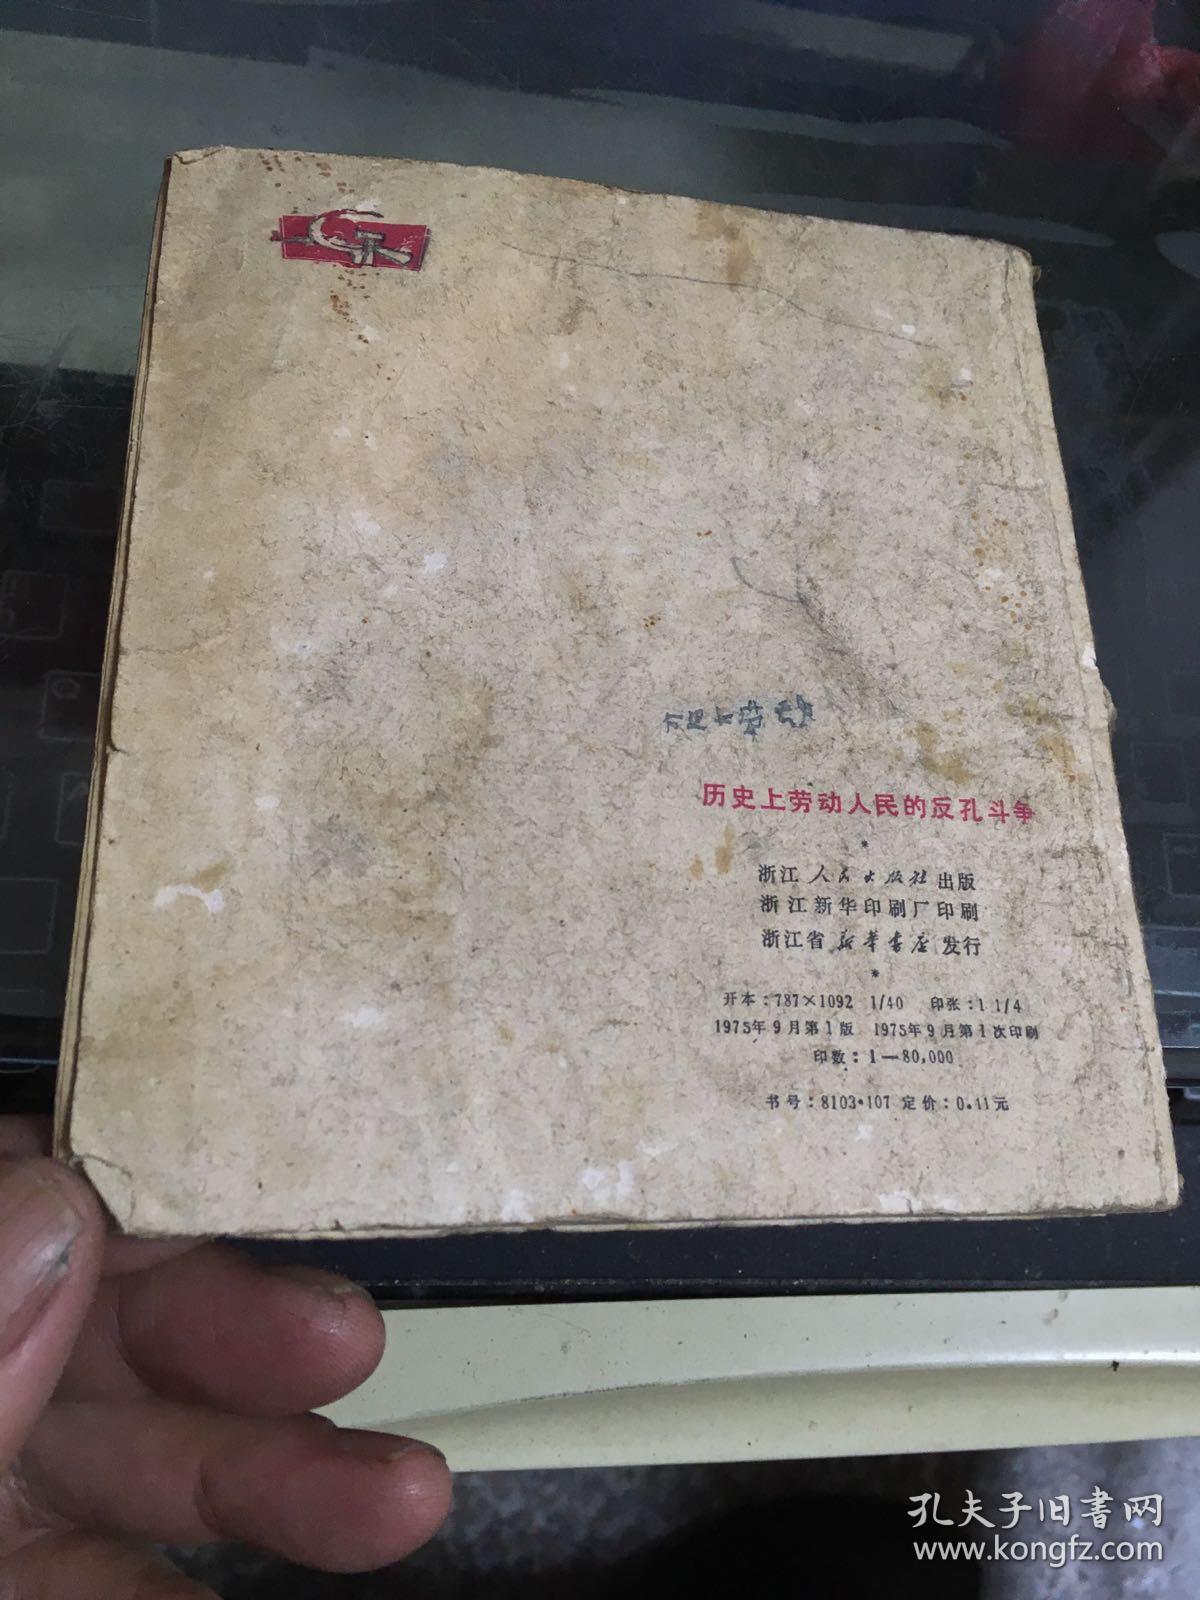 历史上劳动人民的反孔斗争
*
浙江人民出版社出版
浙江新华印刷厂印刷
浙江省新华书店发行
*
开本：787×1092 1/40 印张：1 1/4
1975年9月第1版 1975年9月第1次印刷
印数：1—80,000
书号：8103•107 定价：0.11元
孔夫子旧书网
www.kongfz.com